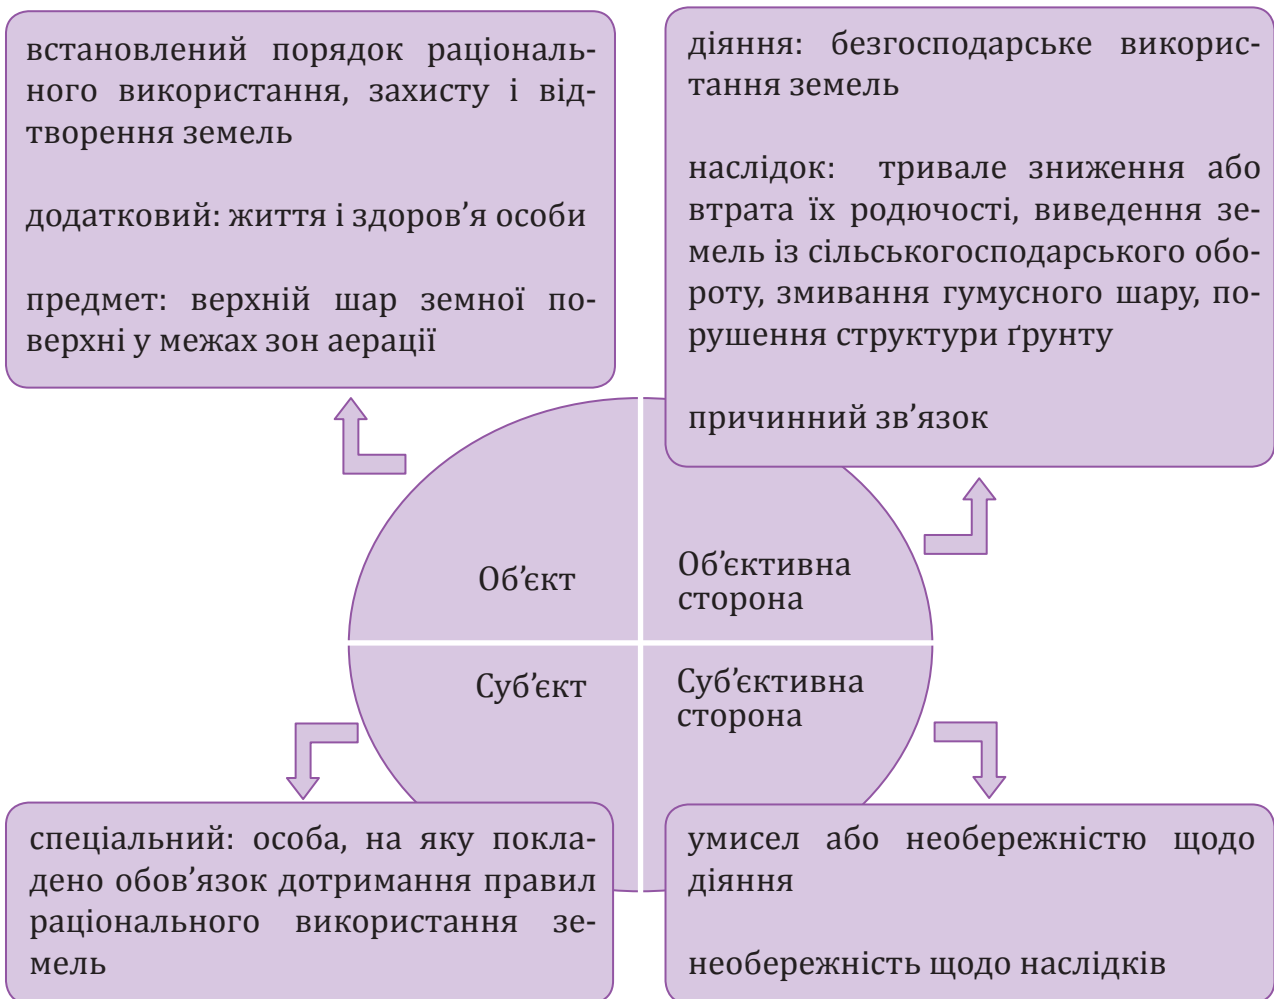 встановлений порядок раціональ-
ного використання, захисту і від-
творення земель
додатковий: життя і здоров’я особи
предмет: верхній шар земної по-
верхні у межах зон аерації
діяння: безгосподарське викорис-
тання земель
наслідок: тривале зниження або
втрата їх родючості, виведення зе-
мель із сільськогосподарського обо-
роту, змивання гумусного шару, по-
рушення структури ґрунту
причинний зв’язок
Об’єкт
Об’єктивна
сторона
Суб’єкт
Суб’єктивна
сторона
спеціальний: особа, на яку покла-
дено обов’язок дотримання правил
раціонального використання зе-
мель
умисел або необережністю щодо
діяння
необережність щодо наслідків